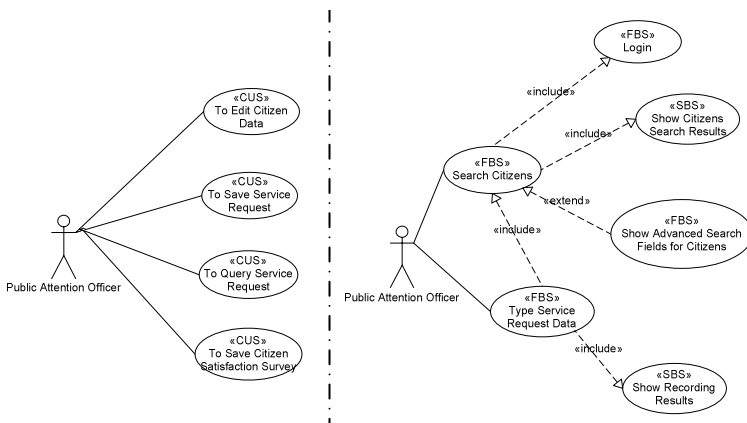 «CUS»
To Edit Citizen
Data
«CUS»
To Save Service
Request
«CUS»
To Query Service
Request
«CUS»
To Save Citizen
Satisfaction Survey
Public Attention Officer
«FBS»
Login
«include»
«SBS»
Show Citizens
Search Results
«include»
«FBS»
Search Citizens
«extend»
«FBS»
Show Advanced Search
Fields for Citizens
«include»
Public Attention Officer
«FBS»
Type Service
Request Data
«include»
«SBS»
Show Recording
Results